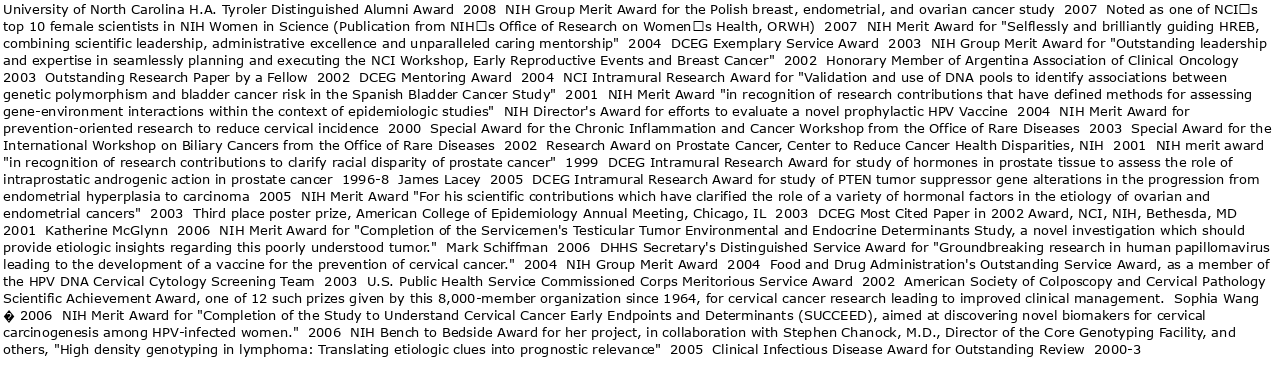 University of North Carolina H.A. Tyroler Distinguished Alumni Award  2008  NIH Group Merit Award for the Polish breast, endometrial, and ovarian cancer study  2007  Noted as one of NCI□s
top 10 female scientists in NIH Women in Science (Publication from NIH□s Office of Research on Women□s Health, ORWH)  2007  NIH Merit Award for "Selflessly and brilliantly guiding HREB,
combining scientific leadership, administrative excellence and unparalleled caring mentorship"  2004  DCEG Exemplary Service Award  2003  NIH Group Merit Award for "Outstanding leadership
and expertise in seamlessly planning and executing the NCI Workshop, Early Reproductive Events and Breast Cancer"  2002  Honorary Member of Argentina Association of Clinical Oncology
2003  Outstanding Research Paper by a Fellow  2002  DCEG Mentoring Award  2004  NCI Intramural Research Award for "Validation and use of DNA pools to identify associations between
genetic polymorphism and bladder cancer risk in the Spanish Bladder Cancer Study"  2001  NIH Merit Award "in recognition of research contributions that have defined methods for assessing
gene-environment interactions within the context of epidemiologic studies"  NIH Director's Award for efforts to evaluate a novel prophylactic HPV Vaccine  2004  NIH Merit Award for
prevention-oriented research to reduce cervical incidence  2000  Special Award for the Chronic Inflammation and Cancer Workshop from the Office of Rare Diseases  2003  Special Award for the
International Workshop on Biliary Cancers from the Office of Rare Diseases  2002  Research Award on Prostate Cancer, Center to Reduce Cancer Health Disparities, NIH  2001  NIH merit award
"in recognition of research contributions to clarify racial disparity of prostate cancer"  1999  DCEG Intramural Research Award for study of hormones in prostate tissue to assess the role of
intraprostatic androgenic action in prostate cancer  1996-8  James Lacey  2005  DCEG Intramural Research Award for study of PTEN tumor suppressor gene alterations in the progression from
endometrial hyperplasia to carcinoma  2005  NIH Merit Award "For his scientific contributions which have clarified the role of a variety of hormonal factors in the etiology of ovarian and
endometrial cancers"  2003  Third place poster prize, American College of Epidemiology Annual Meeting, Chicago, IL  2003  DCEG Most Cited Paper in 2002 Award, NCI, NIH, Bethesda, MD
2001  Katherine McGlynn  2006  NIH Merit Award for "Completion of the Servicemen's Testicular Tumor Environmental and Endocrine Determinants Study, a novel investigation which should
provide etiologic insights regarding this poorly understood tumor."  Mark Schiffman  2006  DHHS Secretary's Distinguished Service Award for "Groundbreaking research in human papillomavirus
leading to the development of a vaccine for the prevention of cervical cancer."  2004  NIH Group Merit Award  2004  Food and Drug Administration's Outstanding Service Award, as a member of
the HPV DNA Cervical Cytology Screening Team  2003  U.S. Public Health Service Commissioned Corps Meritorious Service Award  2002  American Society of Colposcopy and Cervical Pathology
Scientific Achievement Award, one of 12 such prizes given by this 8,000-member organization since 1964, for cervical cancer research leading to improved clinical management.  Sophia Wang
� 2006  NIH Merit Award for "Completion of the Study to Understand Cervical Cancer Early Endpoints and Determinants (SUCCEED), aimed at discovering novel biomakers for cervical
carcinogenesis among HPV-infected women."  2006  NIH Bench to Bedside Award for her project, in collaboration with Stephen Chanock, M.D., Director of the Core Genotyping Facility, and
others, "High density genotyping in lymphoma: Translating etiologic clues into prognostic relevance"  2005  Clinical Infectious Disease Award for Outstanding Review  2000-3